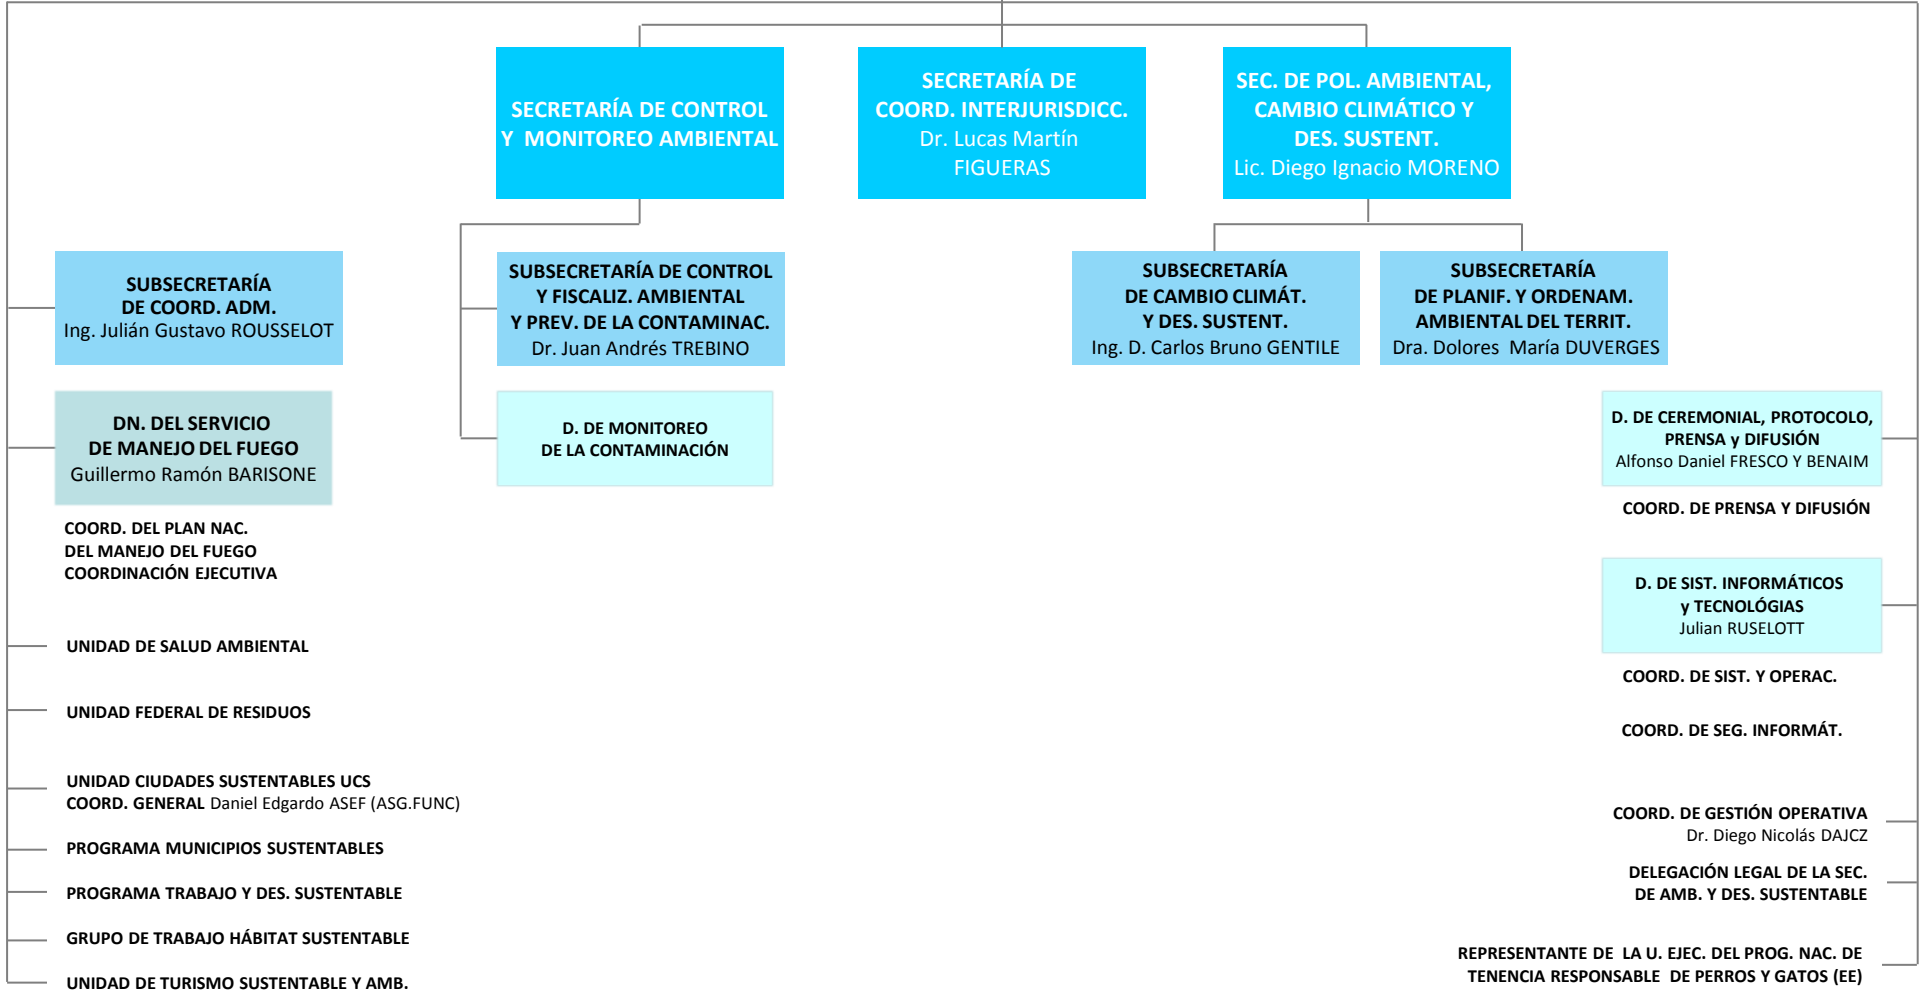 SECRETARÍA DE CONTROL
Y MONITOREO AMBIENTAL
SECRETARÍA DE
COORD. INTERJURISDICC.
Dr. Lucas Martín
FIGUERAS
SEC. DE POL. AMBIENTAL,
CAMBIO CLIMÁTICO Y
DES. SUSTENT.
Lic. Diego Ignacio MORENO
SUBSECRETARÍA
DE COORD. ADM.
Ing. Julián Gustavo ROUSSELOT
SUBSECRETARÍA DE CONTROL
Y FISCALIZ. AMBIENTAL
Y PREV. DE LA CONTAMINAC.
Dr. Juan Andrés TREBINO
SUBSECRETARÍA
DE CAMBIO CLIMÁT.
Y DES. SUSTENT.
Ing. D. Carlos Bruno GENTILE
SUBSECRETARÍA
DE PLANIF. Y ORDENAM.
AMBIENTAL DEL TERRIT.
Dra. Dolores María DUVERGES
DN. DEL SERVICIO
DE MANEJO DEL FUEGO
Guillermo Ramón BARISONE
D. DE MONITOREO
DE LA CONTAMINACIÓN
D. DE CEREMONIAL, PROTOCOLO,
PRENSA y DIFUSIÓN
Alfonso Daniel FRESCO Y BENAIM
COORD. DE PRENSA Y DIFUSIÓN
COORD. DEL PLAN NAC.
DEL MANEJO DEL FUEGO
COORDINACIÓN EJECUTIVA
D. DE SIST. INFORMÁTICOS
y TECNOLÓGIAS
Julian RUSELOTT
COORD. DE SIST. Y OPERAC.
COORD. DE SEG. INFORMÁT.
UNIDAD DE SALUD AMBIENTAL
UNIDAD FEDERAL DE RESIDUOS
UNIDAD CIUDADES SUSTENTABLES UCS
COORD. GENERAL Daniel Edgardo ASEF (ASG.FUNC)
PROGRAMA MUNICIPIOS SUSTENTABLES
PROGRAMA TRABAJO Y DES. SUSTENTABLE
GRUPO DE TRABAJO HÁBITAT SUSTENTABLE
UNIDAD DE TURISMO SUSTENTABLE Y AMB.
COORD. DE GESTIÓN OPERATIVA
Dr. Diego Nicolás DAJCZ
DELEGACIÓN LEGAL DE LA SEC.
DE AMB. Y DES. SUSTENTABLE
REPRESENTANTE DE LA U. EJEC. DEL PROG. NAC. DE
TENENCIA RESPONSABLE DE PERROS Y GATOS (EE)